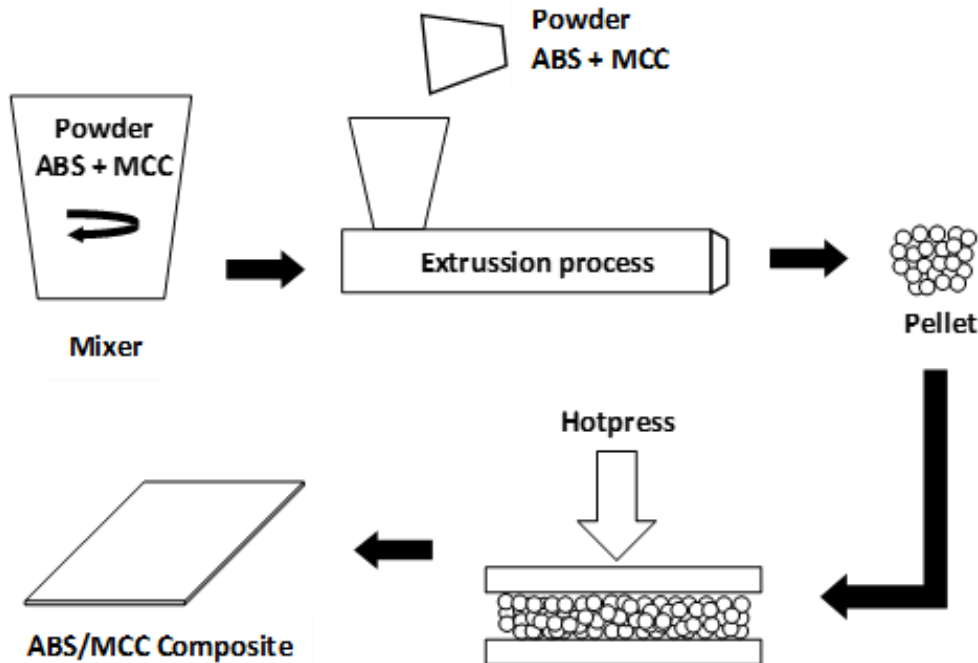 Powder
ABS + MCC
Powder
ABS + MCC
Mixer
Extrussion process
Pellet
Hotpress
ABS/MCC Composite